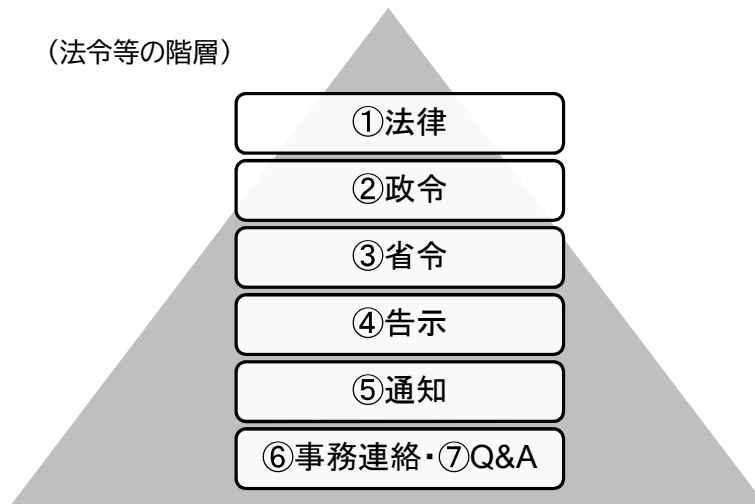 （法令等の階層）
①法律
②政令
③省令
④告示
⑤通知
⑥事務連絡・⑦Q&A